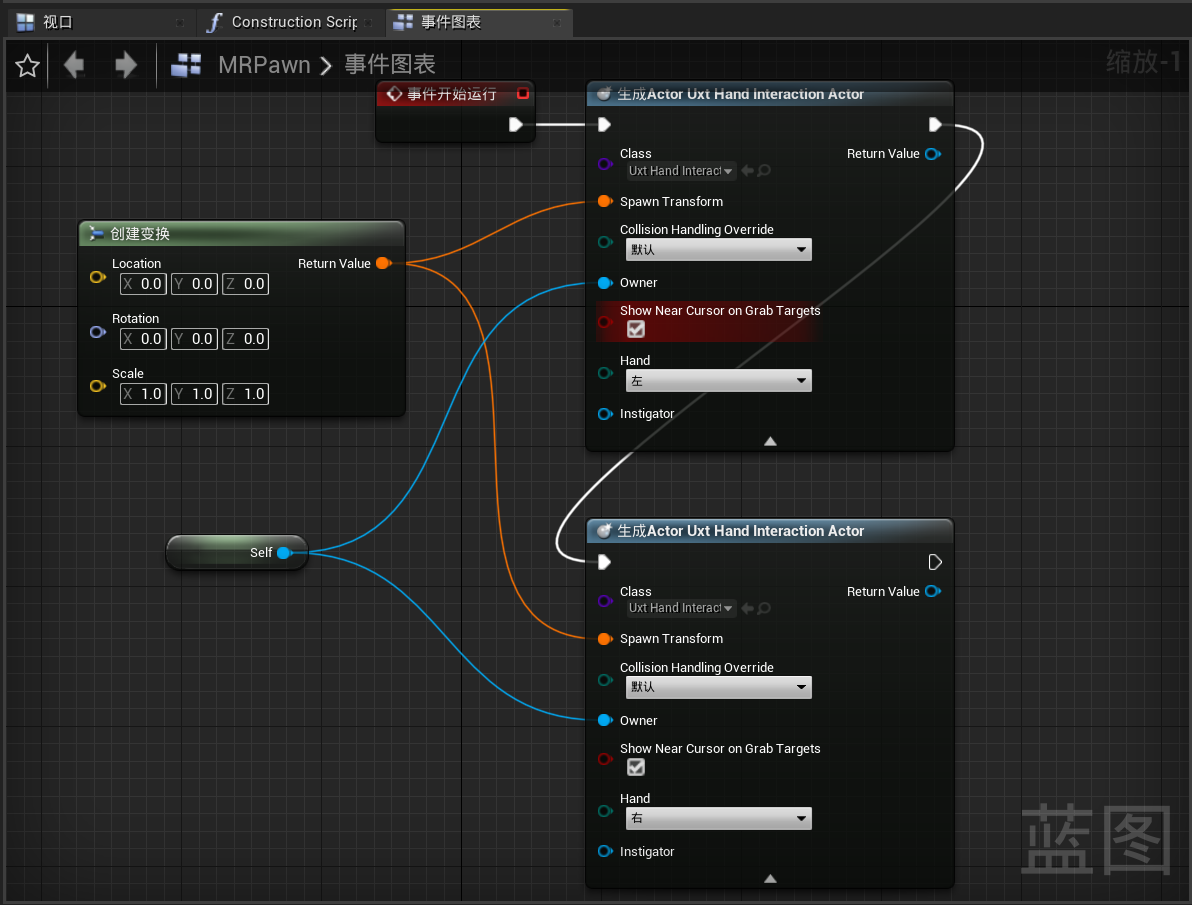 视口
Construction Scrip
事件图表
MRPawn 事件图表
缩放-1
事件开始运行
生成Actor Uxt Hand Interaction Actor
Class
Return Value
Uxt Hand Interact
Spawn Transform
Collision Handling Override
默认
Owner
Show Near Cursor on Grab Targets
Hand
左
Instigator
创建变换
Location
Return Value
X 0.0 Y 0.0 Z 0.0
Rotation
X 0.0 Y 0.0 Z 0.0
Scale
X 1.0 Y 1.0 Z 1.0
Self
生成Actor Uxt Hand Interaction Actor
Class
Return Value
Uxt Hand Interact
Spawn Transform
Collision Handling Override
默认
Owner
Show Near Cursor on Grab Targets
Hand
右
Instigator
蓝图